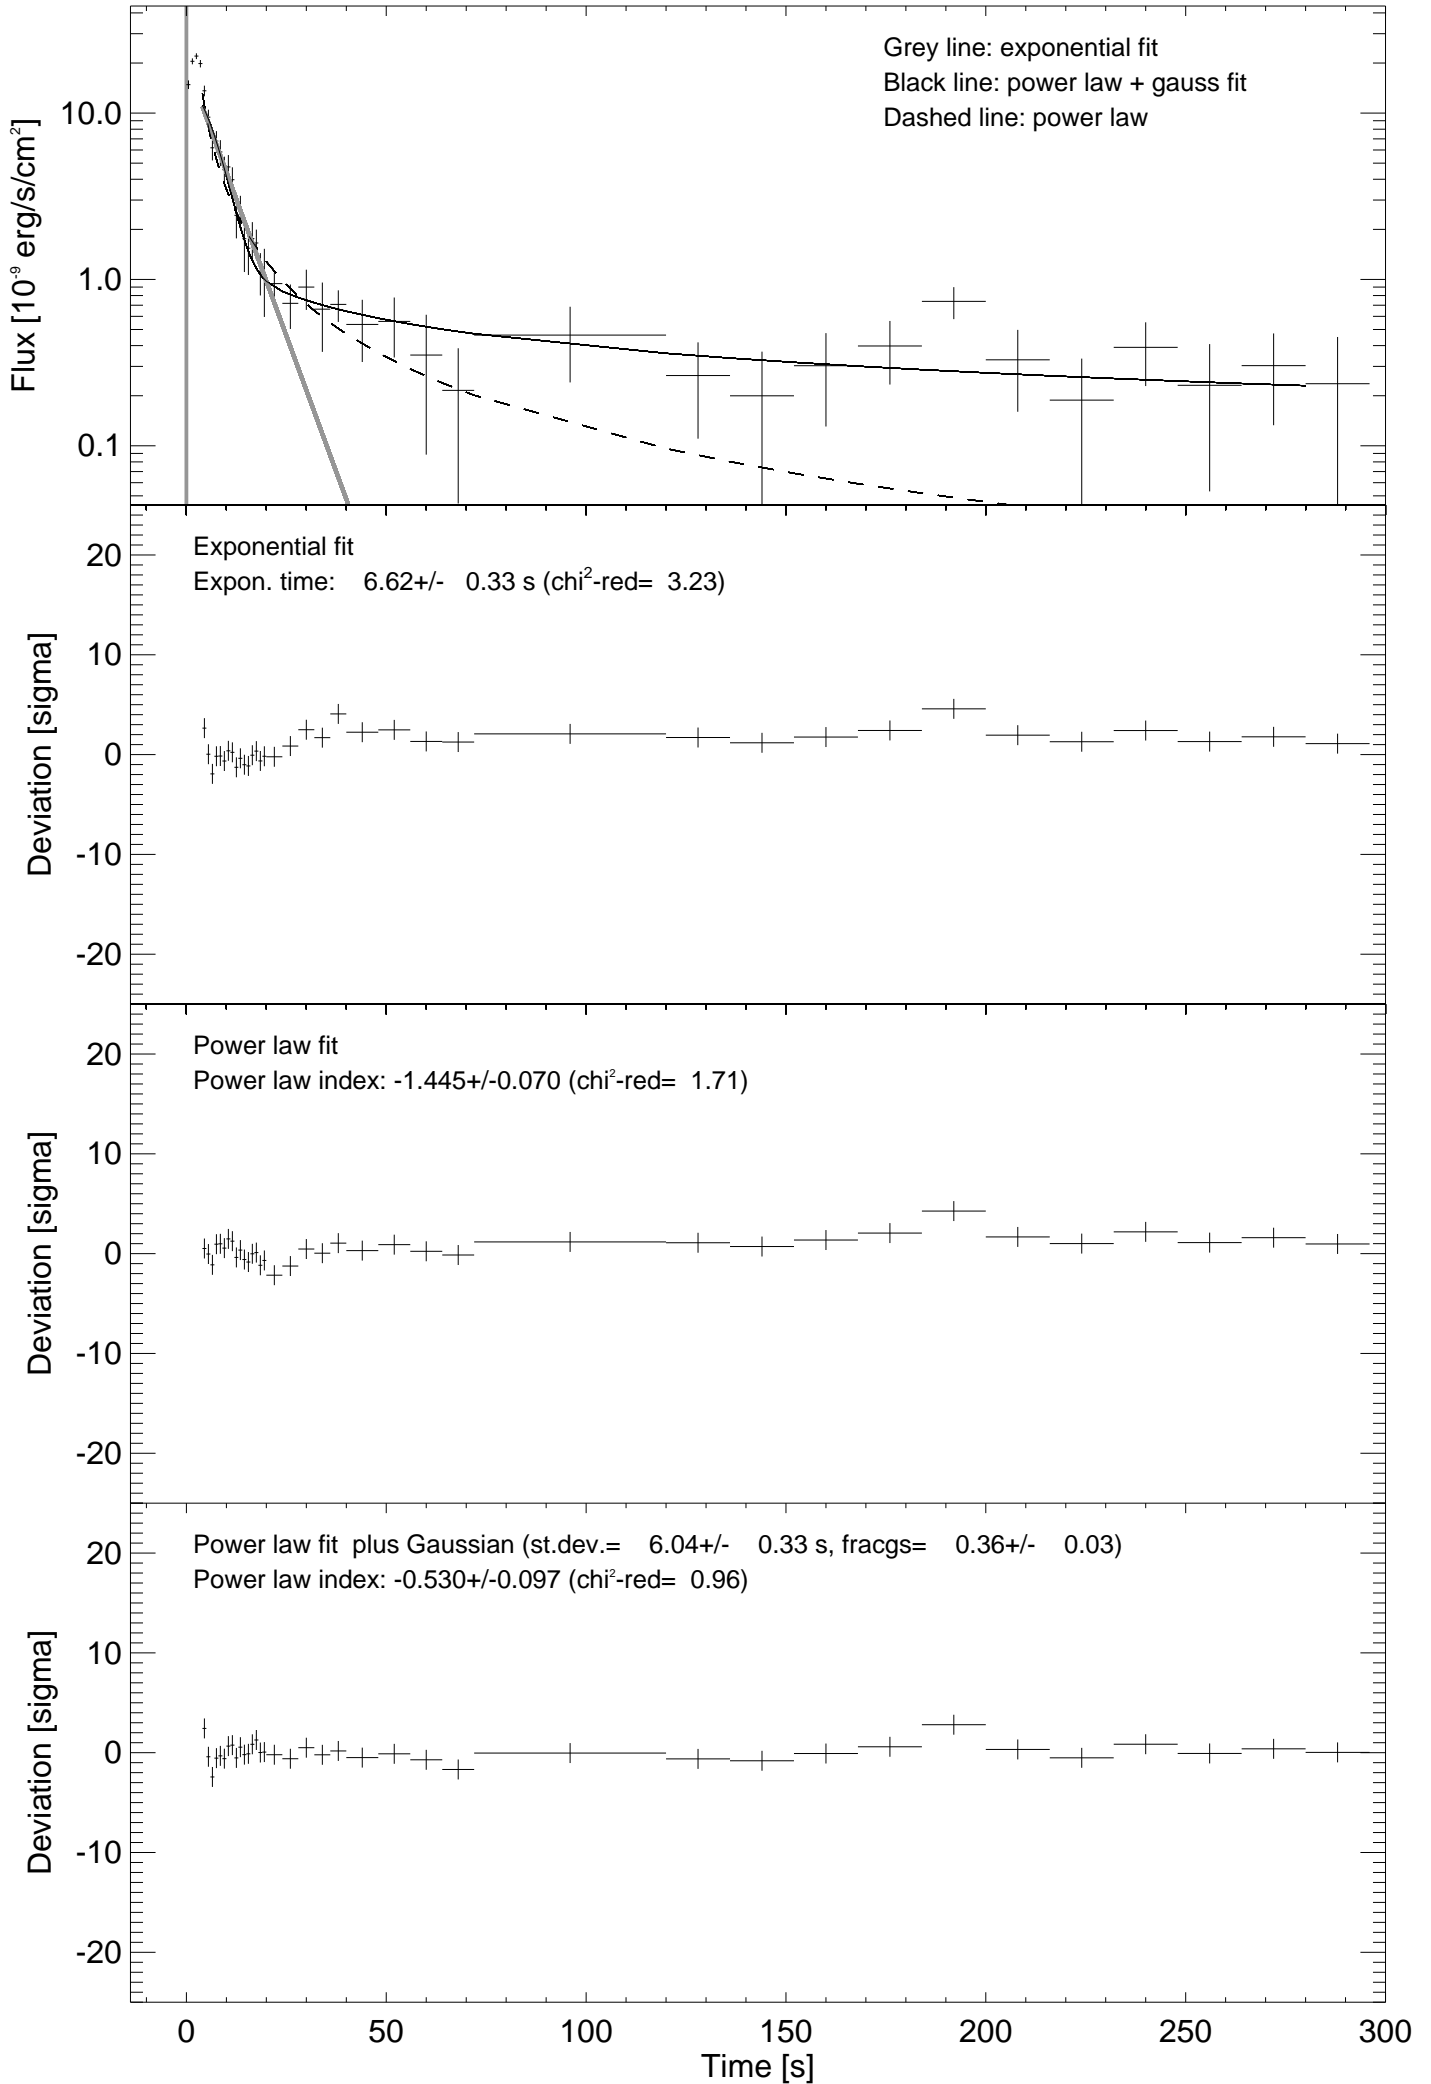 Grey line: exponential fit
Black line: power law + gauss fit
Dashed line: power law
Flux [10⁻⁹ erg/s/cm²]
10.0
1.0
0.1
Exponential fit
Expon. time: 6.62+/- 0.33 s (chi²-red= 3.23)
Deviation [sigma]
20
10
0
-10
-20
Power law fit
Power law index: -1.445+/-0.070 (chi²-red= 1.71)
Deviation [sigma]
20
10
0
-10
-20
Power law fit plus Gaussian (st.dev.= 6.04+/- 0.33 s, fracgs= 0.36+/- 0.03)
Power law index: -0.530+/-0.097 (chi²-red= 0.96)
Deviation [sigma]
20
10
0
-10
-20
0 50 100 150 200 250 300
Time [s]